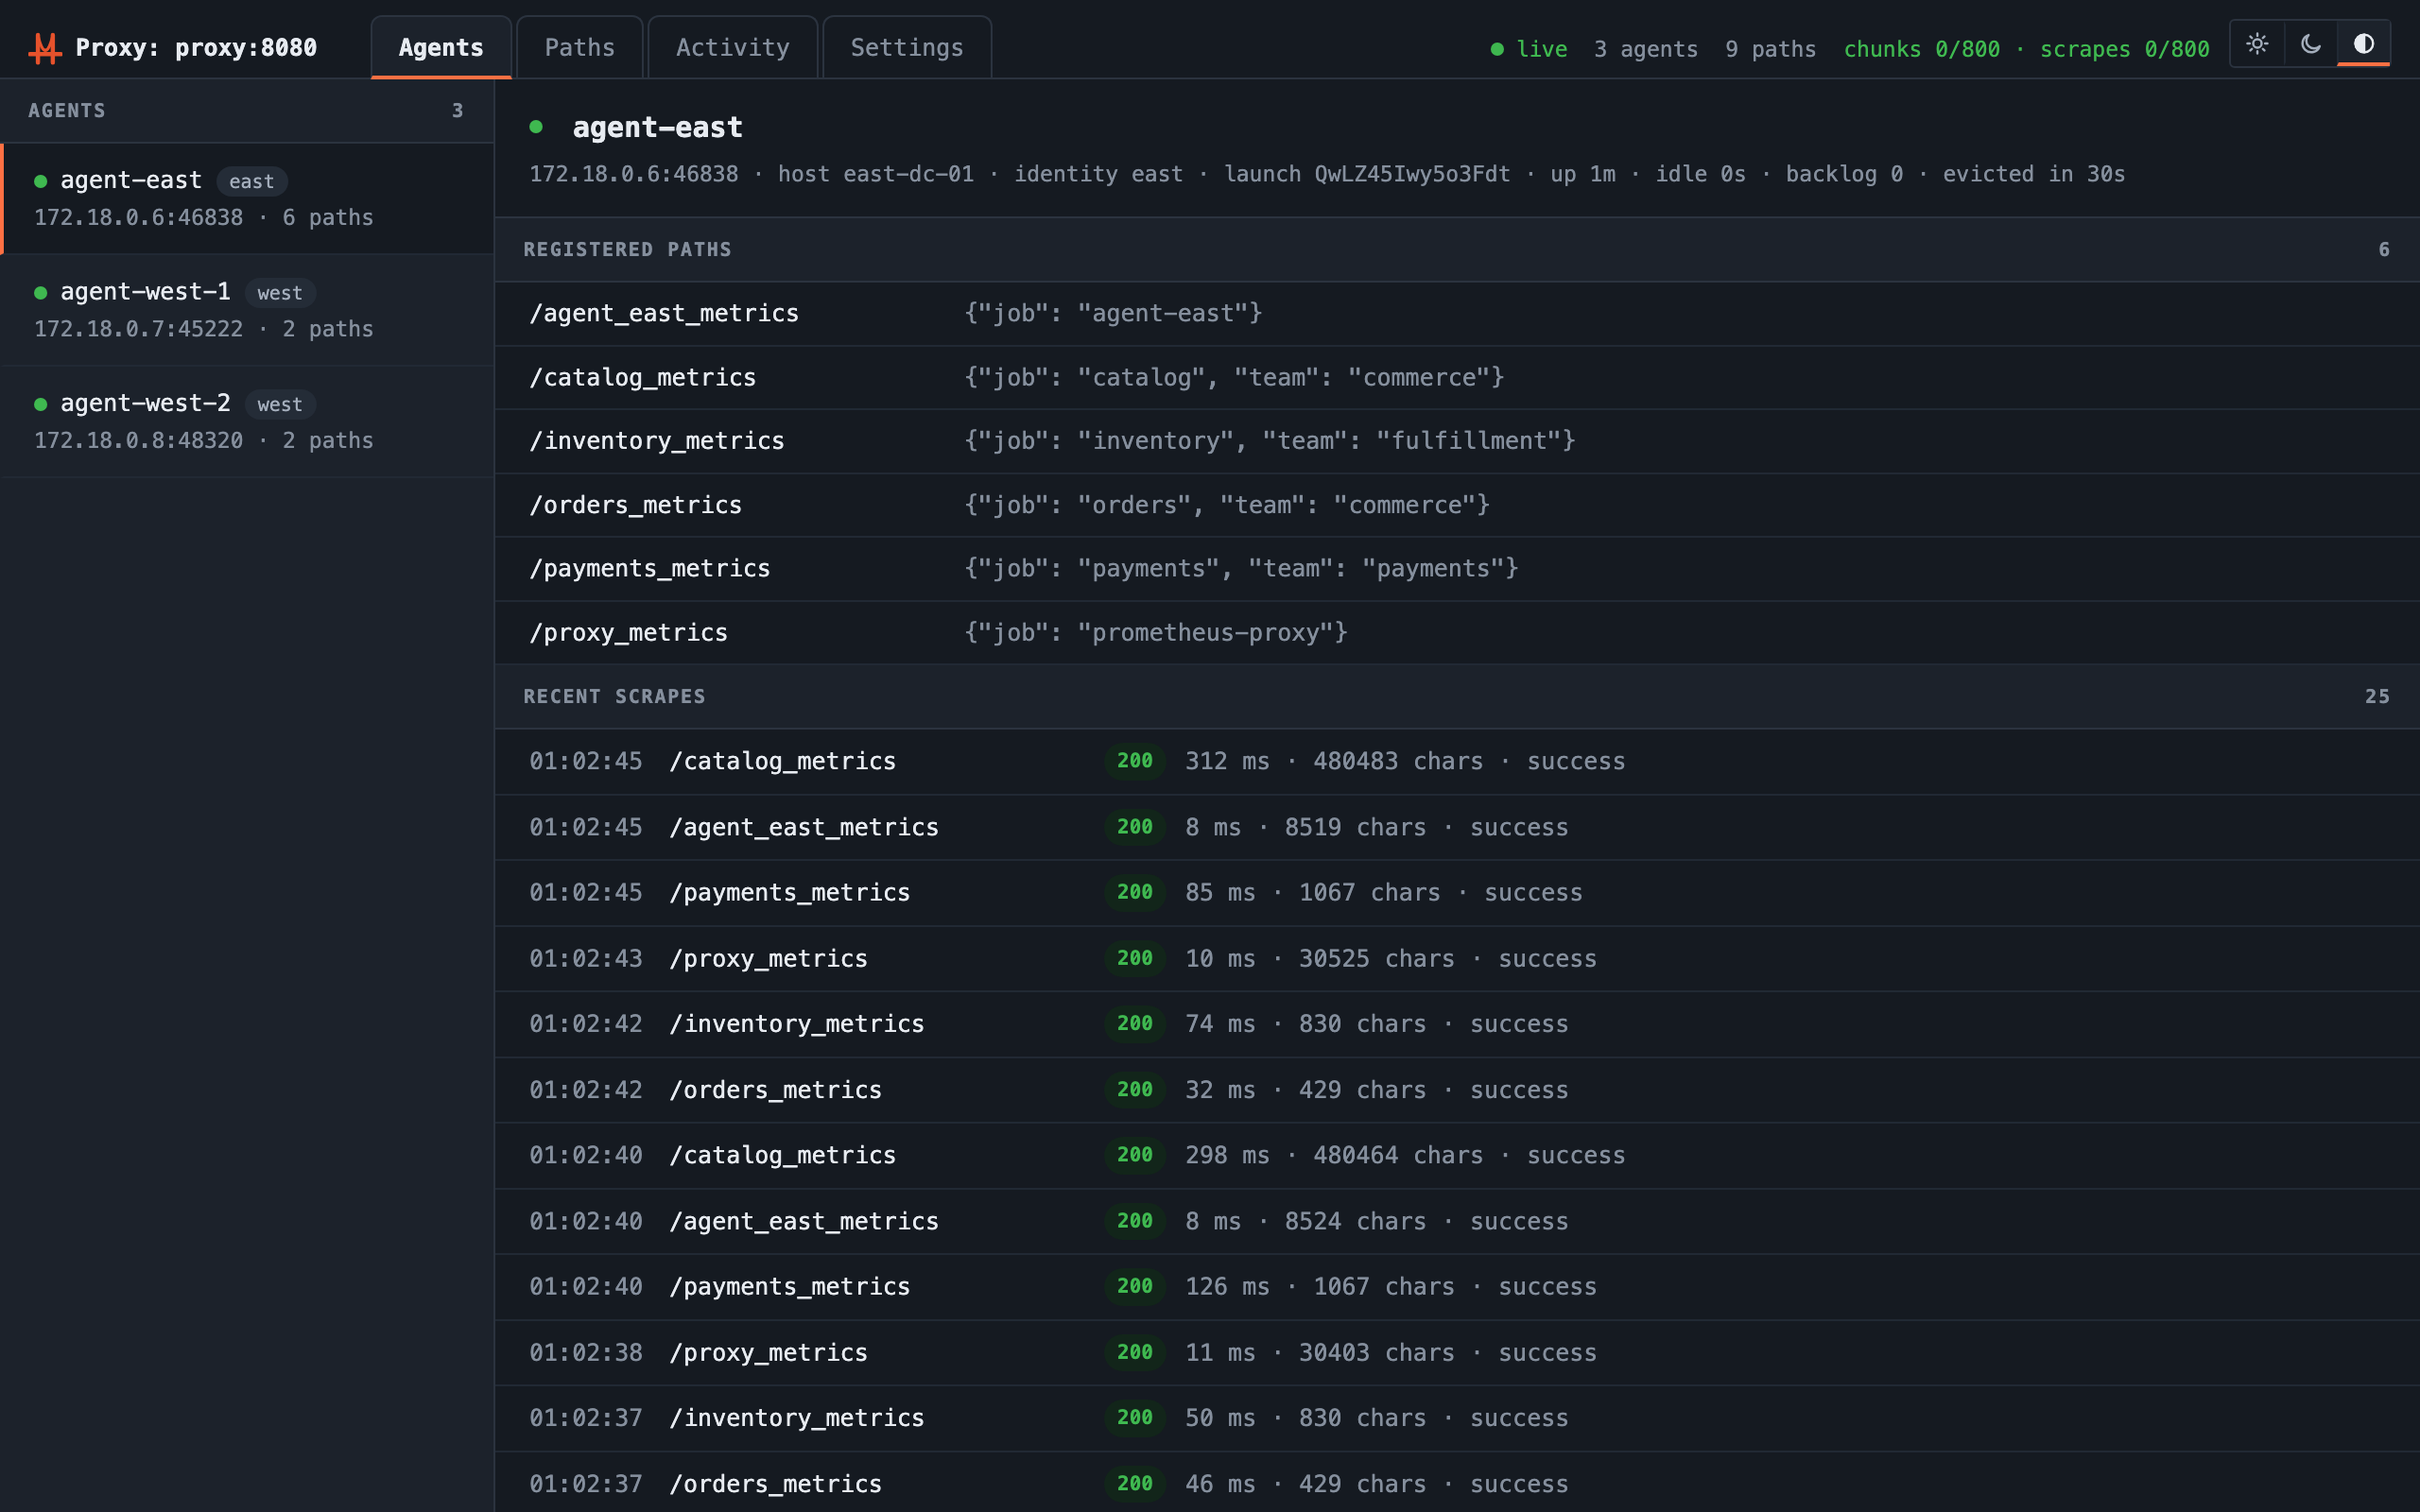 Proxy: proxy:8080
Agents
Paths
Activity
Settings
live 3 agents 9 paths chunks 0/800 · scrapes 0/800
AGENTS 3
agent-east east
172.18.0.6:46838 · 6 paths
agent-west-1 west
172.18.0.7:45222 · 2 paths
agent-west-2 west
172.18.0.8:48320 · 2 paths
agent-east
172.18.0.6:46838 · host east-dc-01 · identity east · launch QwLZ45Iwy5o3Fdt · up 1m · idle 0s · backlog 0 · evicted in 30s
REGISTERED PATHS 6
/agent_east_metrics {"job": "agent-east"}
/catalog_metrics {"job": "catalog", "team": "commerce"}
/inventory_metrics {"job": "inventory", "team": "fulfillment"}
/orders_metrics {"job": "orders", "team": "commerce"}
/payments_metrics {"job": "payments", "team": "payments"}
/proxy_metrics {"job": "prometheus-proxy"}
RECENT SCRAPES 25
01:02:45 /catalog_metrics 200 312 ms · 480483 chars · success
01:02:45 /agent_east_metrics 200 8 ms · 8519 chars · success
01:02:45 /payments_metrics 200 85 ms · 1067 chars · success
01:02:43 /proxy_metrics 200 10 ms · 30525 chars · success
01:02:42 /inventory_metrics 200 74 ms · 830 chars · success
01:02:42 /orders_metrics 200 32 ms · 429 chars · success
01:02:40 /catalog_metrics 200 298 ms · 480464 chars · success
01:02:40 /agent_east_metrics 200 8 ms · 8524 chars · success
01:02:40 /payments_metrics 200 126 ms · 1067 chars · success
01:02:38 /proxy_metrics 200 11 ms · 30403 chars · success
01:02:37 /inventory_metrics 200 50 ms · 830 chars · success
01:02:37 /orders_metrics 200 46 ms · 429 chars · success